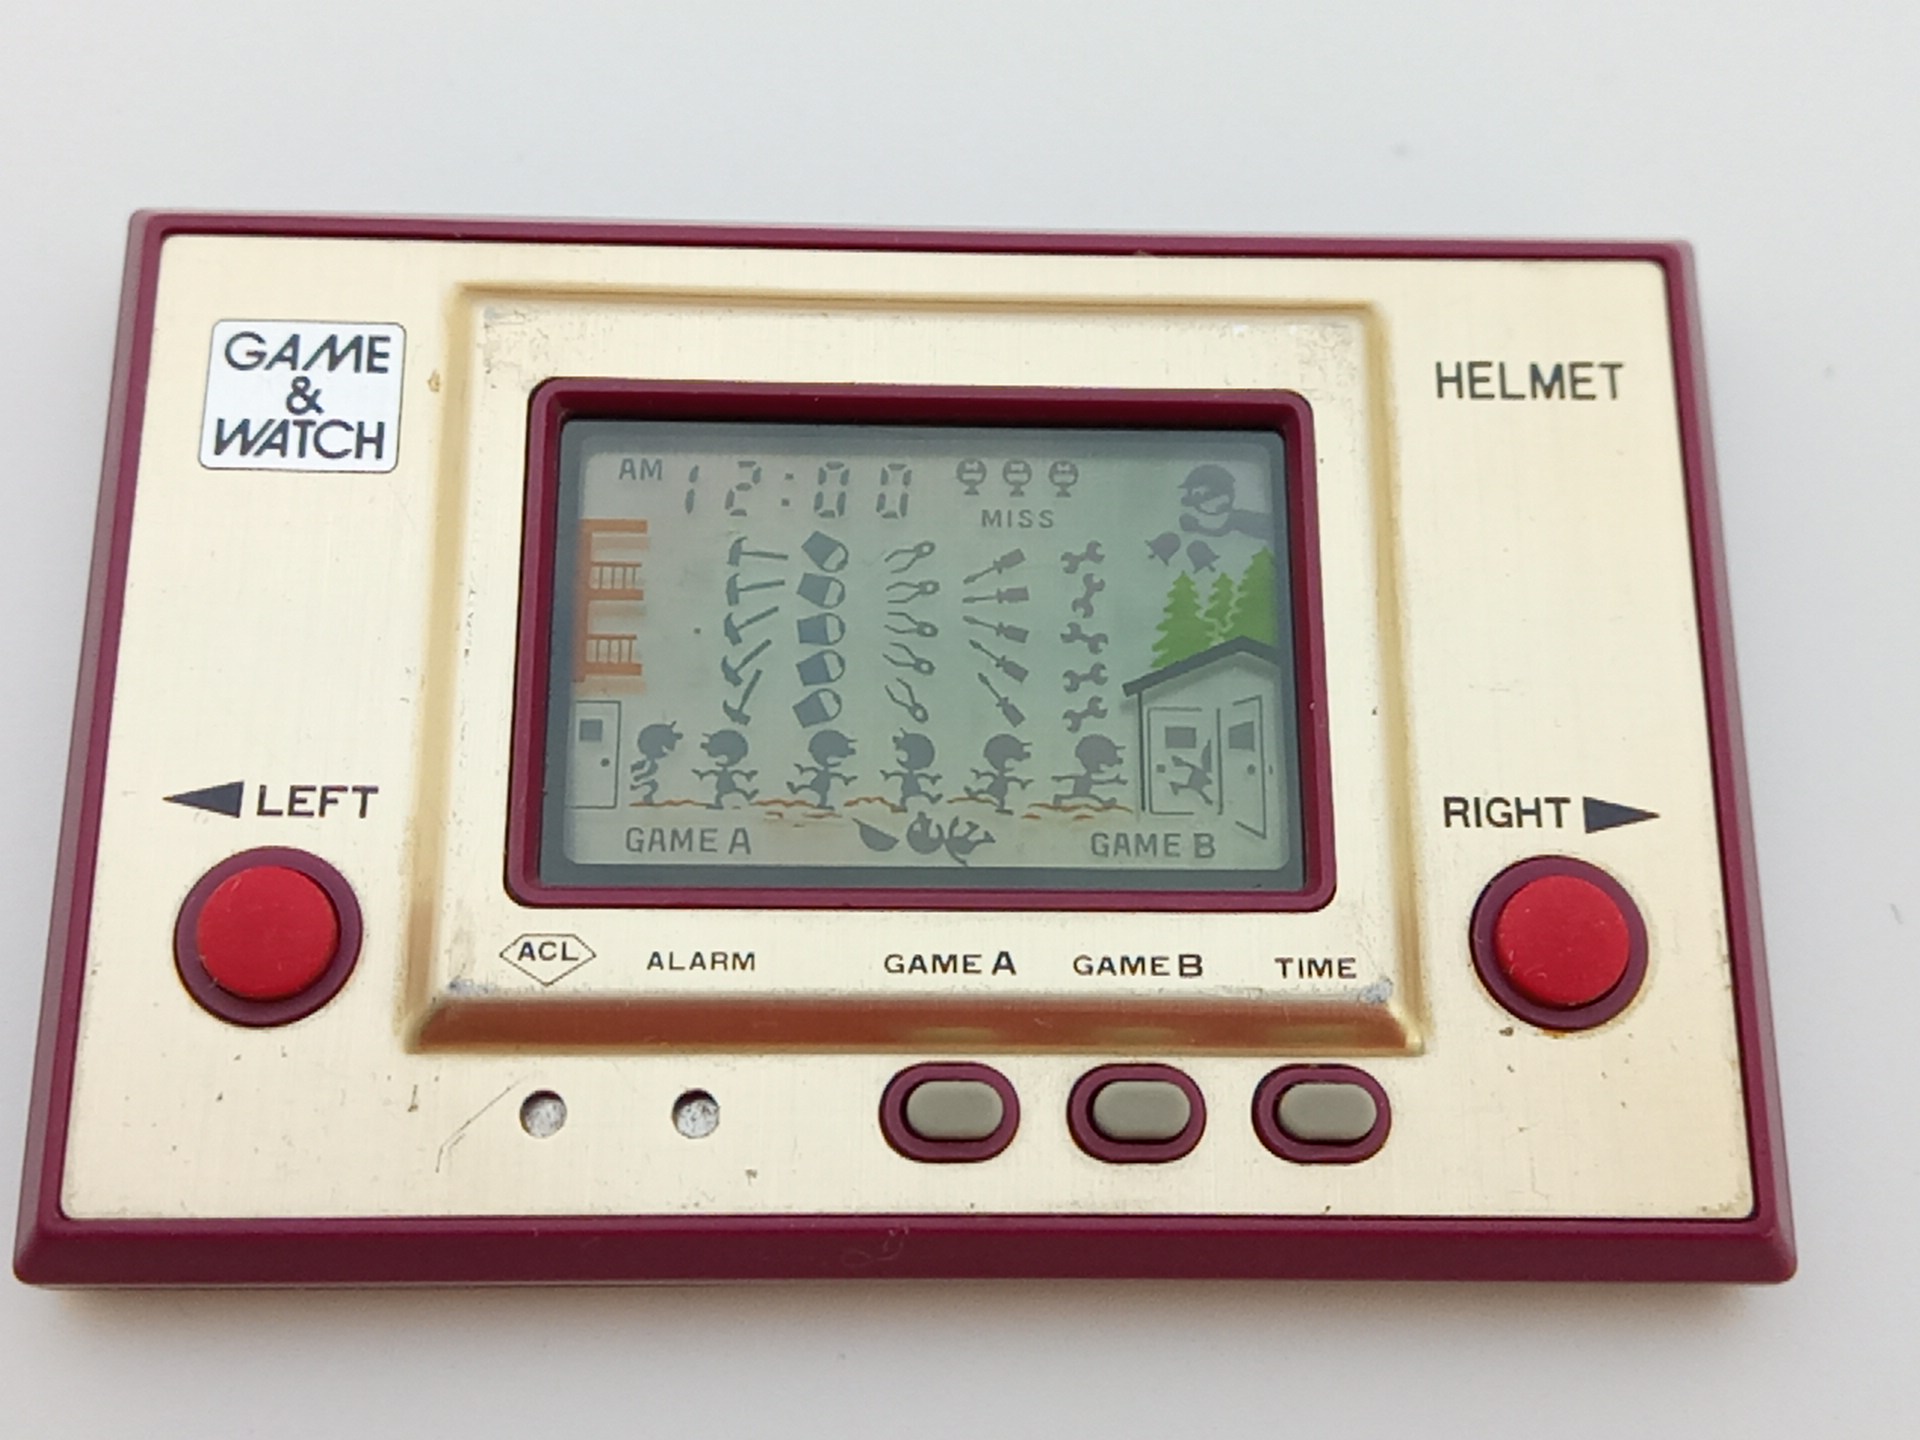 GAME
&
WATCH
HELMET
AM 12:00
MISS
GAME A
GAME B
◀ LEFT
RIGHT ▶
ACL
ALARM
GAME A
GAME B
TIME